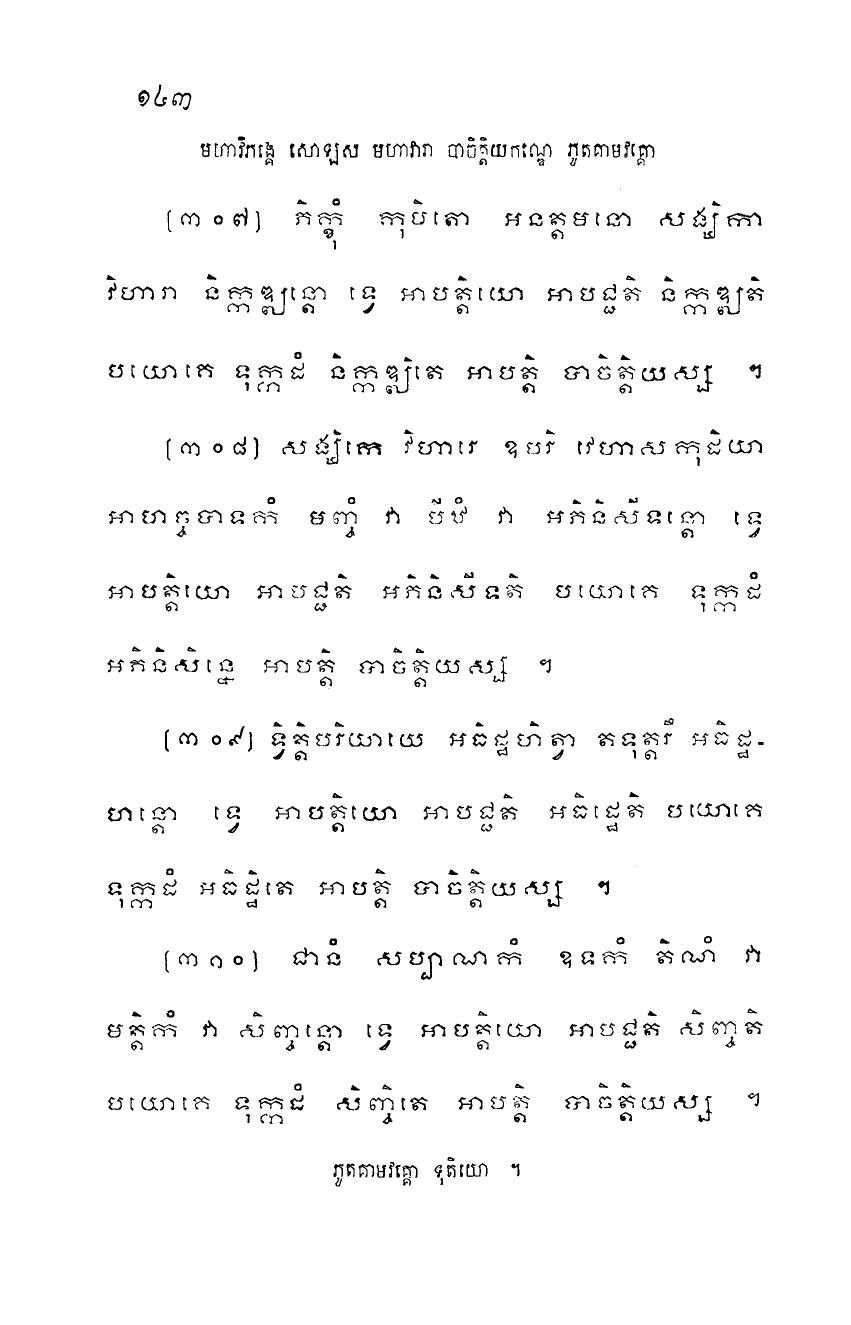 ១៤៣
មហាវិភង្គេ សោឡស មហាវារា បាចិត្តិយកណ្ឌេ ភូតគាមវគ្គោ
[៣០៧] ភិក្ខុំ កុបិតោ អនត្តមនោ សង្ឃិកា
វិហារា និក្កឌ្ឍន្តោ ទ្វេ អាបត្តិយោ អាបជ្ជតិ និក្កឌ្ឍតិ
បយោគេ ទុក្កដំ និក្កឌ្ឍិតេ អាបត្តិ បាចិត្តិយស្ស ។
[៣០៨] សង្ឃិកេ វិហារេ ឧបរិ វេហាសកុដិយា
អាហច្ចបាទកំ មញ្ចំ វា បីឋំ វា អភិនិសីទន្តោ ទ្វេ
អាបត្តិយោ អាបជ្ជតិ អភិនិសីទតិ បយោគេ ទុក្កដំ
អភិនិសិន្នេ អាបត្តិ បាចិត្តិយស្ស ។
[៣០៩] ទ្វិត្តិបរិយាយេ អធិដ្ឋហិត្វា តទុត្តរឹ អធិដ្ឋ-
ហន្តោ ទ្វេ អាបត្តិយោ អាបជ្ជតិ អធិដ្ឋេតិ បយោគេ
ទុក្កដំ អធិដ្ឋិតេ អាបត្តិ បាចិត្តិយស្ស ។
[៣១០] ជានំ សប្បាណកំ ឧទកំ តិណំ វា
មត្តិកំ វា សិញ្ចន្តោ ទ្វេ អាបត្តិយោ អាបជ្ជតិ សិញ្ចតិ
បយោគេ ទុក្កដំ សិញ្ចិតេ អាបត្តិ បាចិត្តិយស្ស ។
ភូតគាមវគ្គោ ទុតិយោ ។